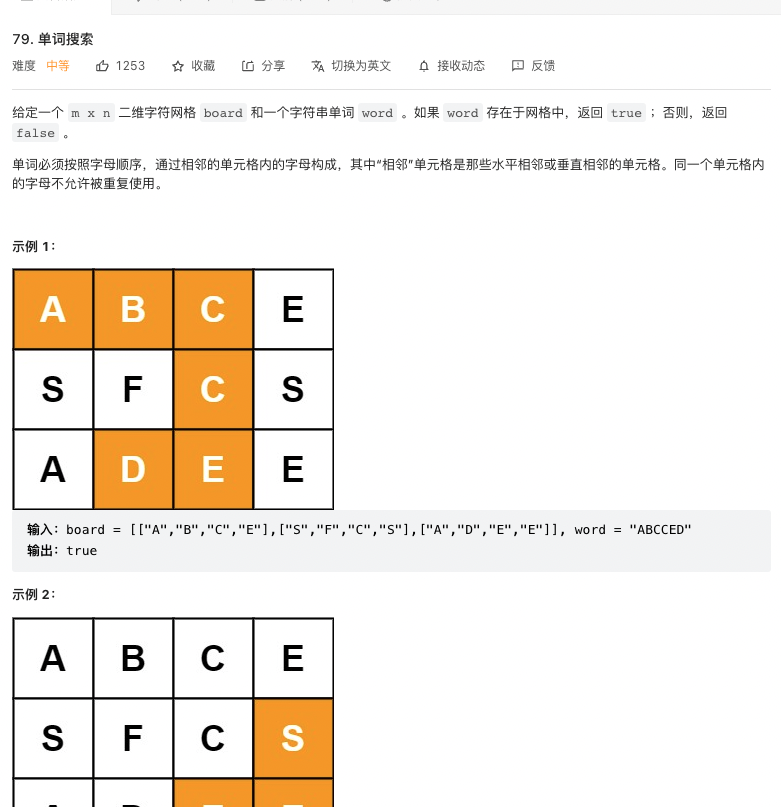 79. 单词搜索
难度 中等 1253 收藏 分享 切换为英文 接收动态 反馈
给定一个 m x n 二维字符网格 board 和一个字符串单词 word 。如果 word 存在于网格中，返回 true ；否则，返回
false 。
单词必须按照字母顺序，通过相邻的单元格内的字母构成，其中“相邻”单元格是那些水平相邻或垂直相邻的单元格。同一个单元格内
的字母不允许被重复使用。
示例 1：
A B C E
S F C S
A D E E
输入：board = [["A","B","C","E"],["S","F","C","S"],["A","D","E","E"]], word = "ABCCED"
输出：true
示例 2：
A B C E
S F C S